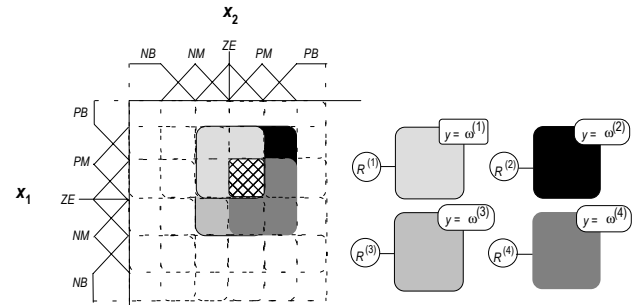 x₂
NB NM ZE PM PB
PB
PM
x₁ ZE
NM
NB
y = ω⁽¹⁾ y = ω⁽²⁾
R⁽¹⁾ R⁽²⁾
y = ω⁽³⁾ y = ω⁽⁴⁾
R⁽³⁾ R⁽⁴⁾